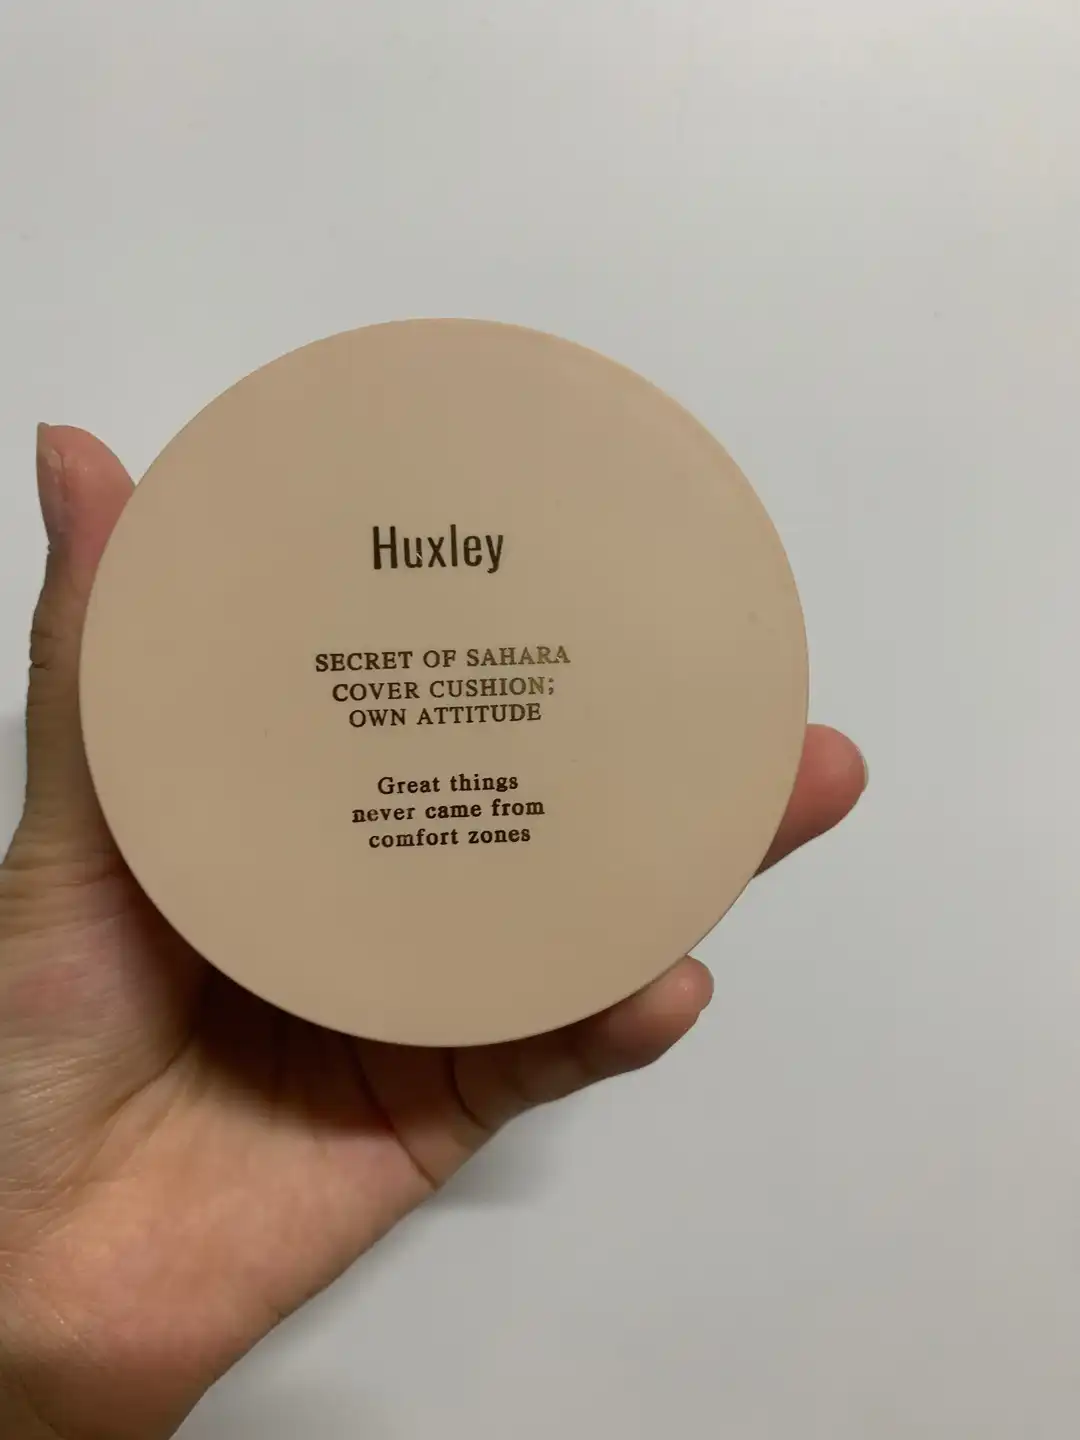 Huxley
SECRET OF SAHARA
COVER CUSHION;
OWN ATTITUDE
Great things
never came from
comfort zones